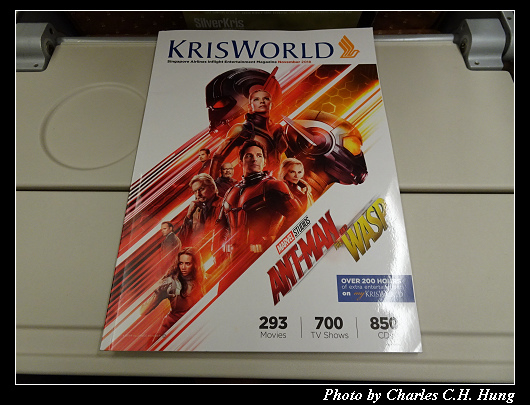 SilverKris
KRISWORLD
Singapore Airlines Inflight Entertainment Magazine November 2018
MARVEL STUDIOS
ANT-MAN
AND THE
WASP
OVER 200 HOURS
of extra entertainment
on myKRISWORLD
293 700 850
Movies TV Shows CDs
Photo by Charles C.H. Hung